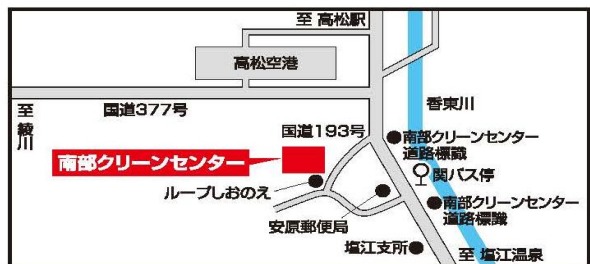 至 高松駅
高松空港
国道377号
至綾川
香東川
国道193号
南部クリーンセンター
道路標識
南部クリーンセンター
関バス停
ループしおのえ
南部クリーンセンター
道路標識
安原郵便局
塩江支所
至 塩江温泉